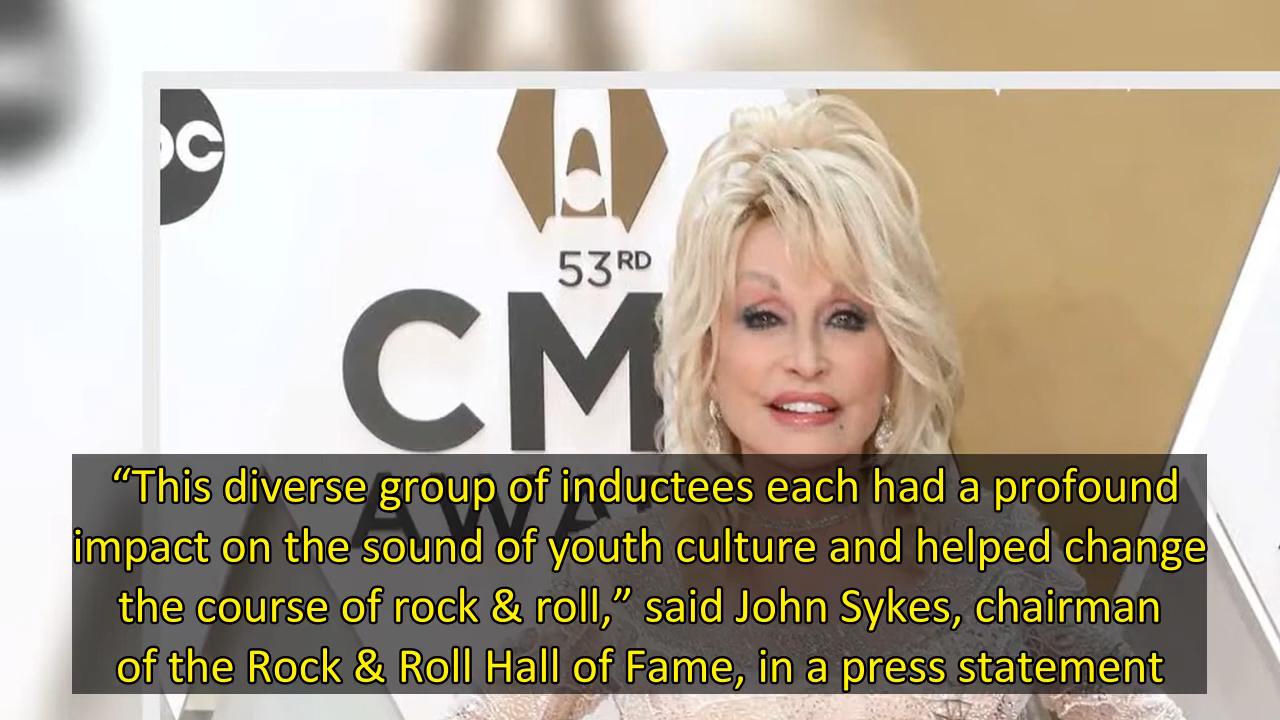 53RD
CM
AWA
“This diverse group of inductees each had a profound
impact on the sound of youth culture and helped change
the course of rock & roll,” said John Sykes, chairman
of the Rock & Roll Hall of Fame, in a press statement